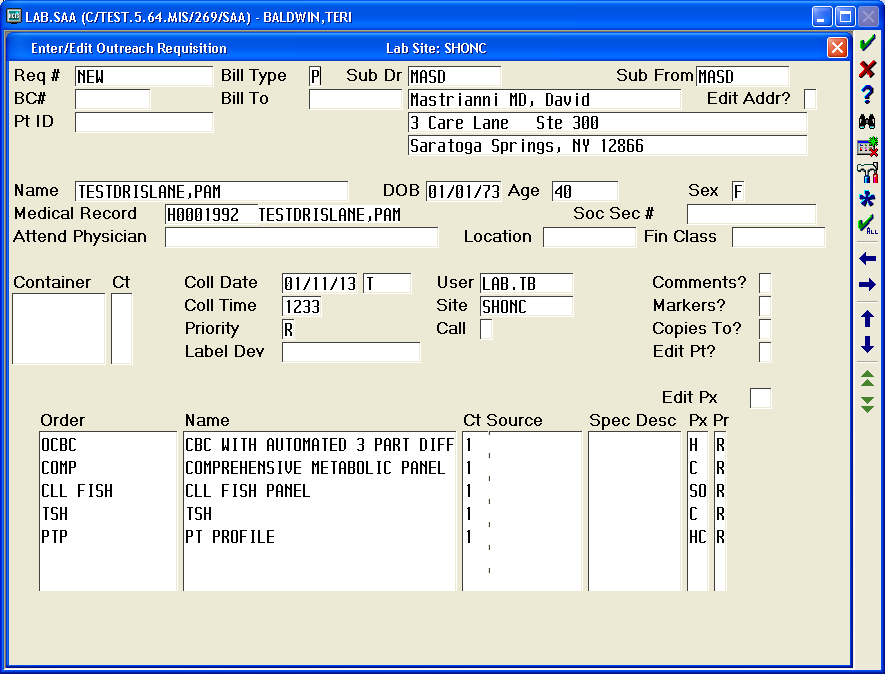 LAB.SAA (C/TEST.5.64.MIS/269/SAA) - BALDWIN,TERI
Enter/Edit Outreach Requisition Lab Site: SHONC
Req # NEW Bill Type P Sub Dr MASD Sub From MASD
BC# Bill To Mastrianni MD, David Edit Addr?
Pt ID 3 Care Lane Ste 300
Saratoga Springs, NY 12866
Name TESTDRISLANE,PAM DOB 01/01/73 Age 40 Sex F
Medical Record H0001992 TESTDRISLANE,PAM Soc Sec #
Attend Physician Location Fin Class
Container Ct Coll Date 01/11/13 T User LAB.TB Comments?
Coll Time 1233 Site SHONC Markers?
Priority R Call Copies To?
Label Dev Edit Pt?
Edit Px
Order Name Ct Source Spec Desc Px Pr
OCBC CBC WITH AUTOMATED 3 PART DIFF 1 H R
COMP COMPREHENSIVE METABOLIC PANEL 1 C R
CLL FISH CLL FISH PANEL 1 SO R
TSH TSH 1 C R
PTP PT PROFILE 1 HC R
ALL